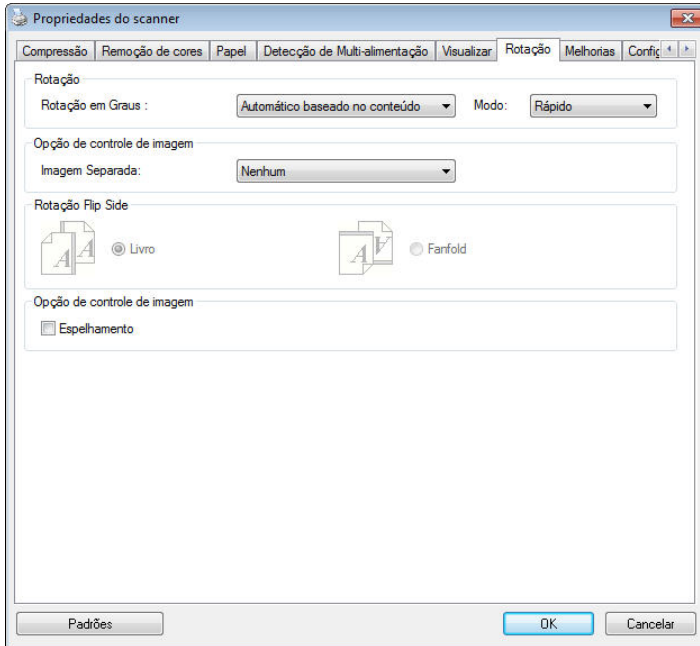 Propriedades do scanner
Compressão Remoção de cores Papel Detecção de Multi-alimentação Visualizar Rotação Melhorias Config
Rotação
Rotação em Graus : Automático baseado no conteúdo Modo: Rápido
Opção de controle de imagem
Imagem Separada: Nenhum
Rotação Flip Side
A A Livro A A Fanfold
Opção de controle de imagem
Espelhamento
Padrões OK Cancelar